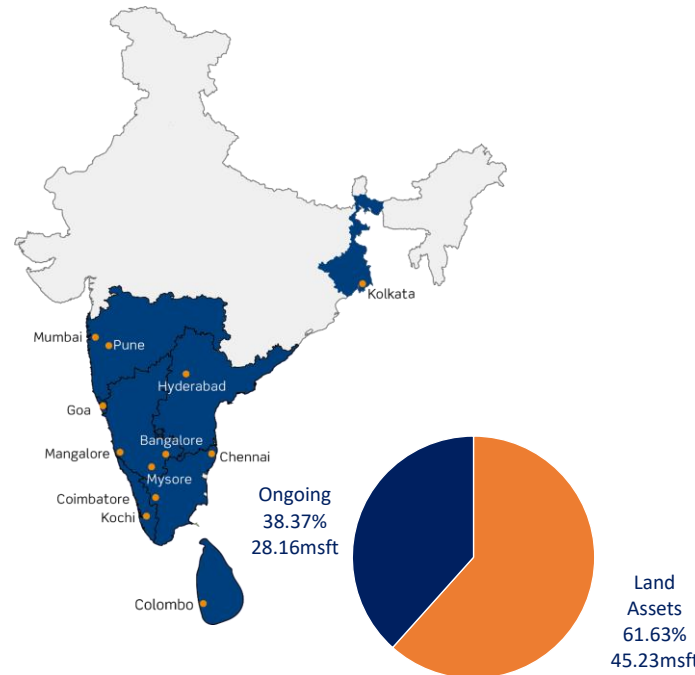 Kolkata
Mumbai
Pune
Hyderabad
Goa
Bangalore
Mangalore
Chennai
Mysore
Coimbatore
Kochi
Colombo
Ongoing
38.37%
28.16msft
Land
Assets
61.63%
45.23msft